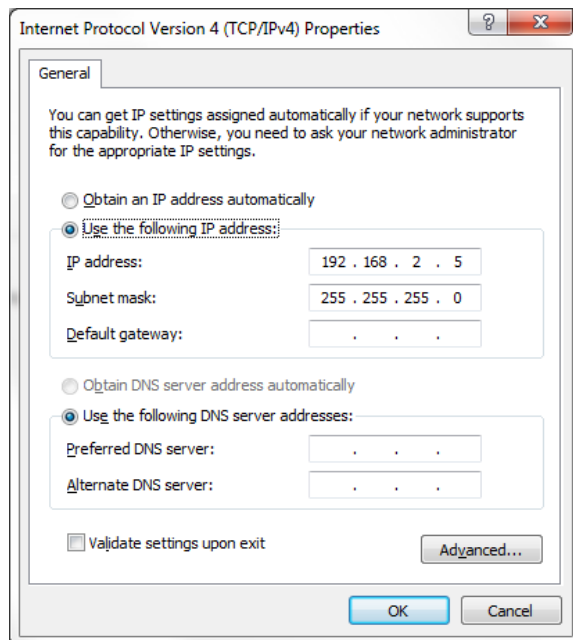 Internet Protocol Version 4 (TCP/IPv4) Properties
?
X
General
You can get IP settings assigned automatically if your network supports
this capability. Otherwise, you need to ask your network administrator
for the appropriate IP settings.
Obtain an IP address automatically
Use the following IP address:
IP address: 192 . 168 . 2 . 5
Subnet mask: 255 . 255 . 255 . 0
Default gateway: . . .
Obtain DNS server address automatically
Use the following DNS server addresses:
Preferred DNS server: . . .
Alternate DNS server: . . .
Validate settings upon exit
Advanced...
OK Cancel